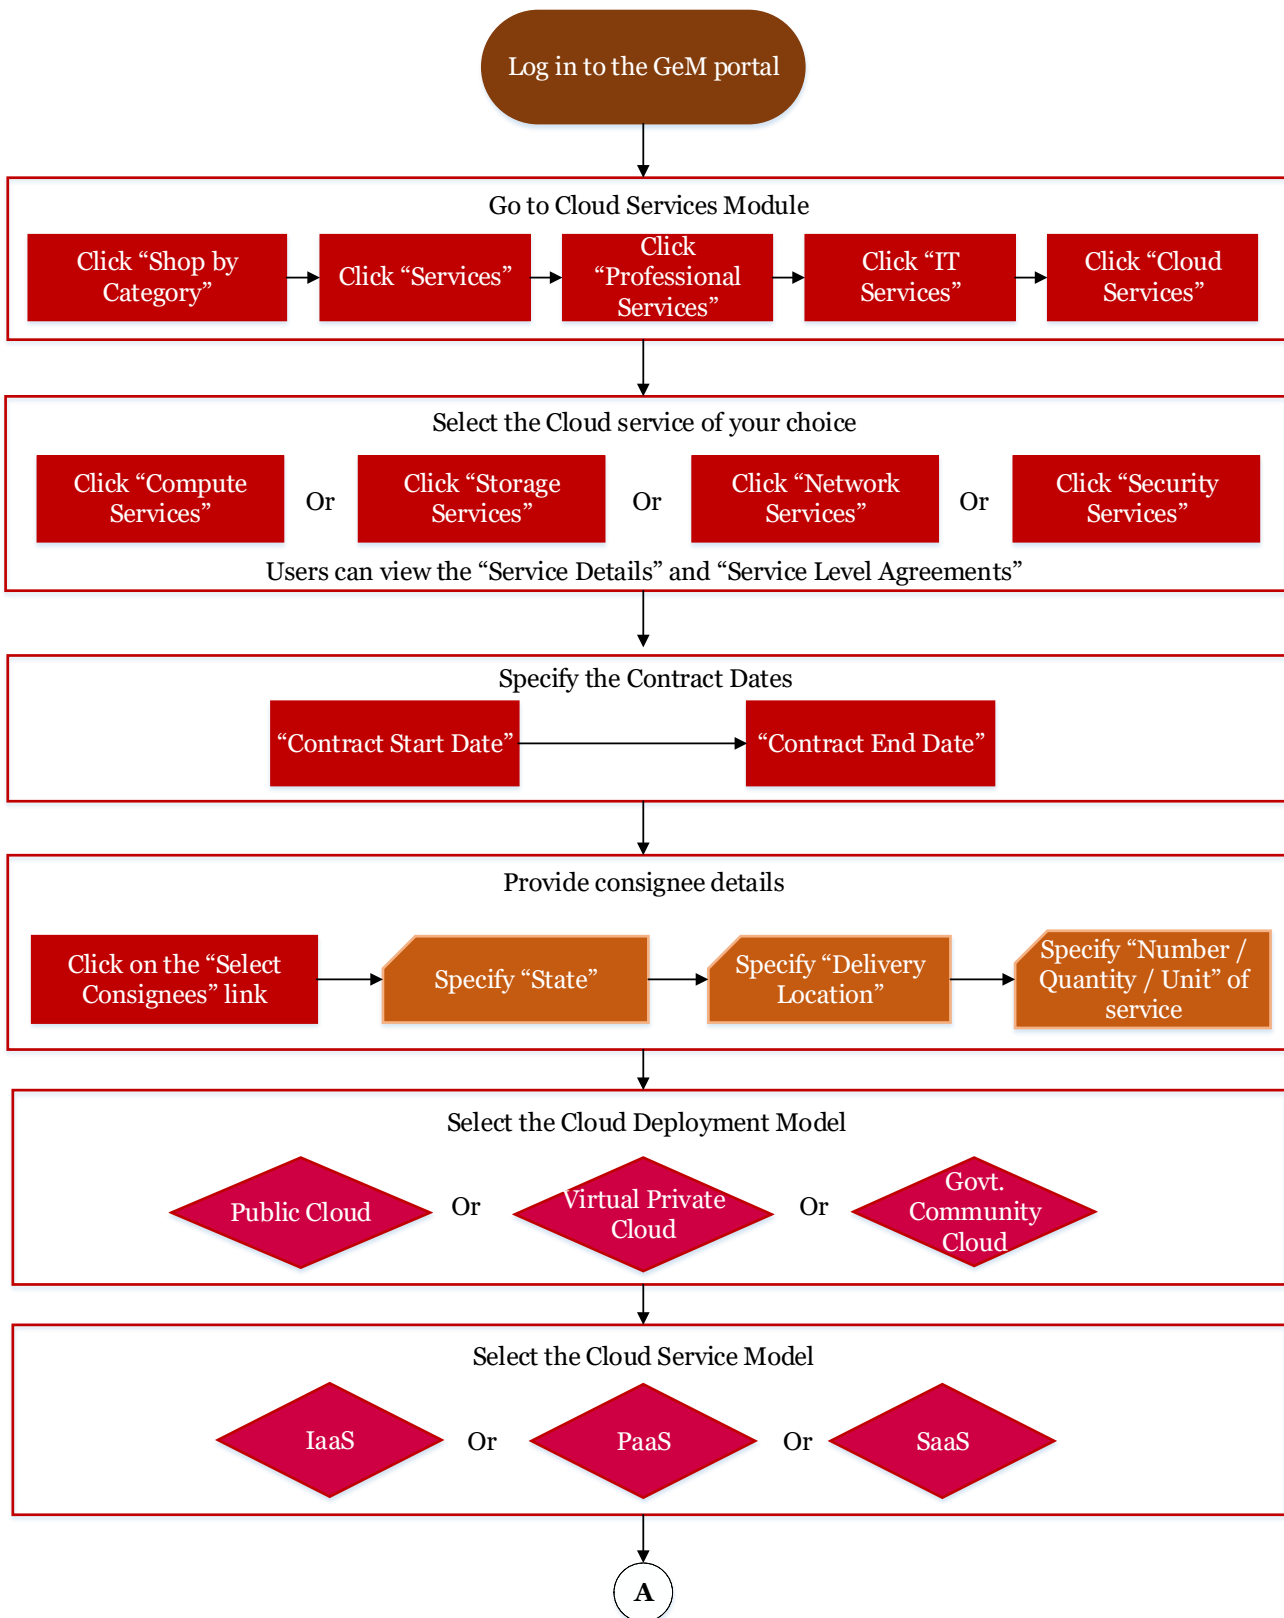 Log in to the GeM portal
Go to Cloud Services Module
Click “Shop by
Category”
Click “Services”
Click
“Professional
Services”
Click “IT
Services”
Click “Cloud
Services”
Select the Cloud service of your choice
Click “Compute
Services”
Or
Click “Storage
Services”
Or
Click “Network
Services”
Or
Click “Security
Services”
Users can view the “Service Details” and “Service Level Agreements”
Specify the Contract Dates
“Contract Start Date”
“Contract End Date”
Provide consignee details
Click on the “Select
Consignees” link
Specify “State”
Specify “Delivery
Location”
Specify “Number /
Quantity / Unit” of
service
Select the Cloud Deployment Model
Public Cloud
Or
Virtual Private
Cloud
Or
Govt.
Community
Cloud
Select the Cloud Service Model
IaaS
Or
PaaS
Or
SaaS
A